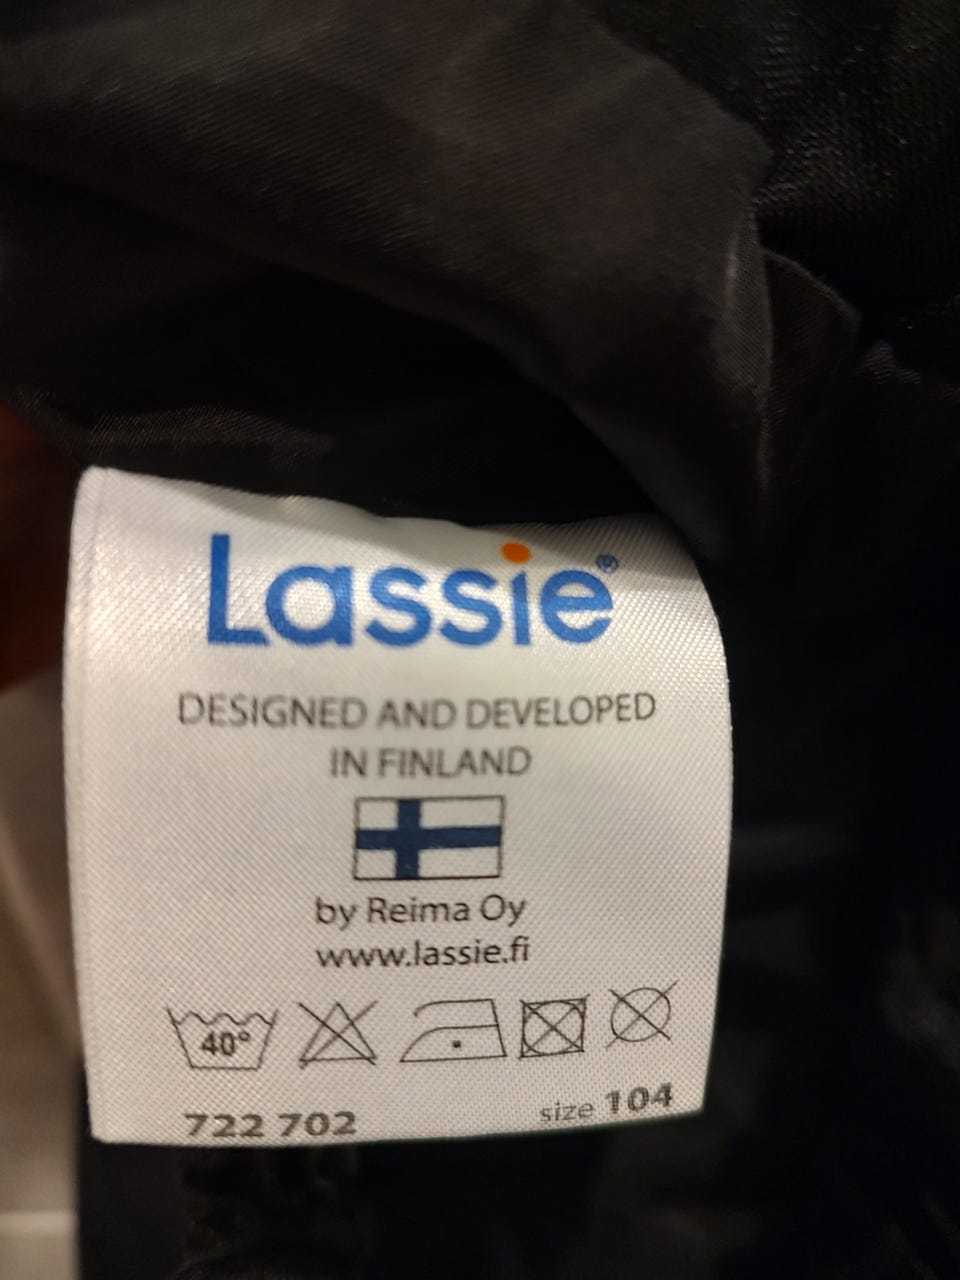 Lassie®
DESIGNED AND DEVELOPED
IN FINLAND
by Reima Oy
www.lassie.fi
40°
722 702 size 104